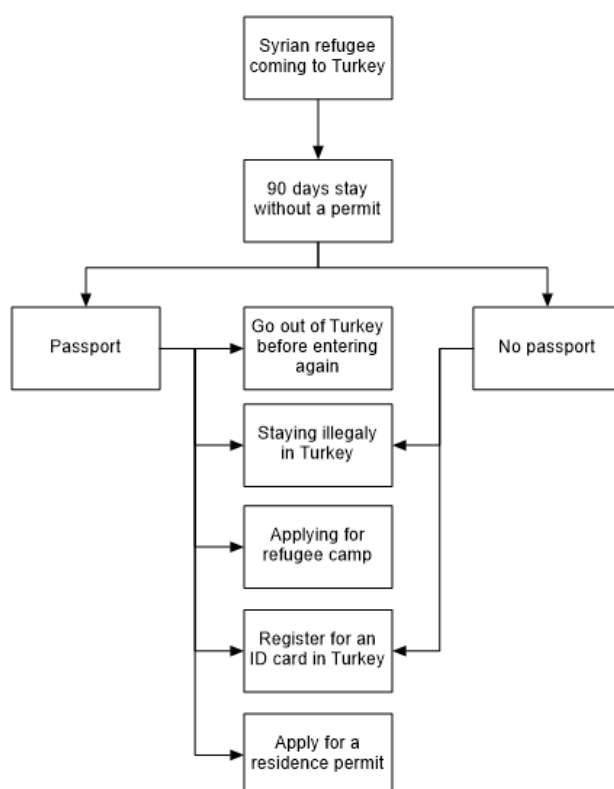 Syrian refugee
coming to Turkey
90 days stay
without a permit
Passport
Go out of Turkey
before entering
again
No passport
Staying illegaly
in Turkey
Applying for
refugee camp
Register for an
ID card in Turkey
Apply for a
residence permit